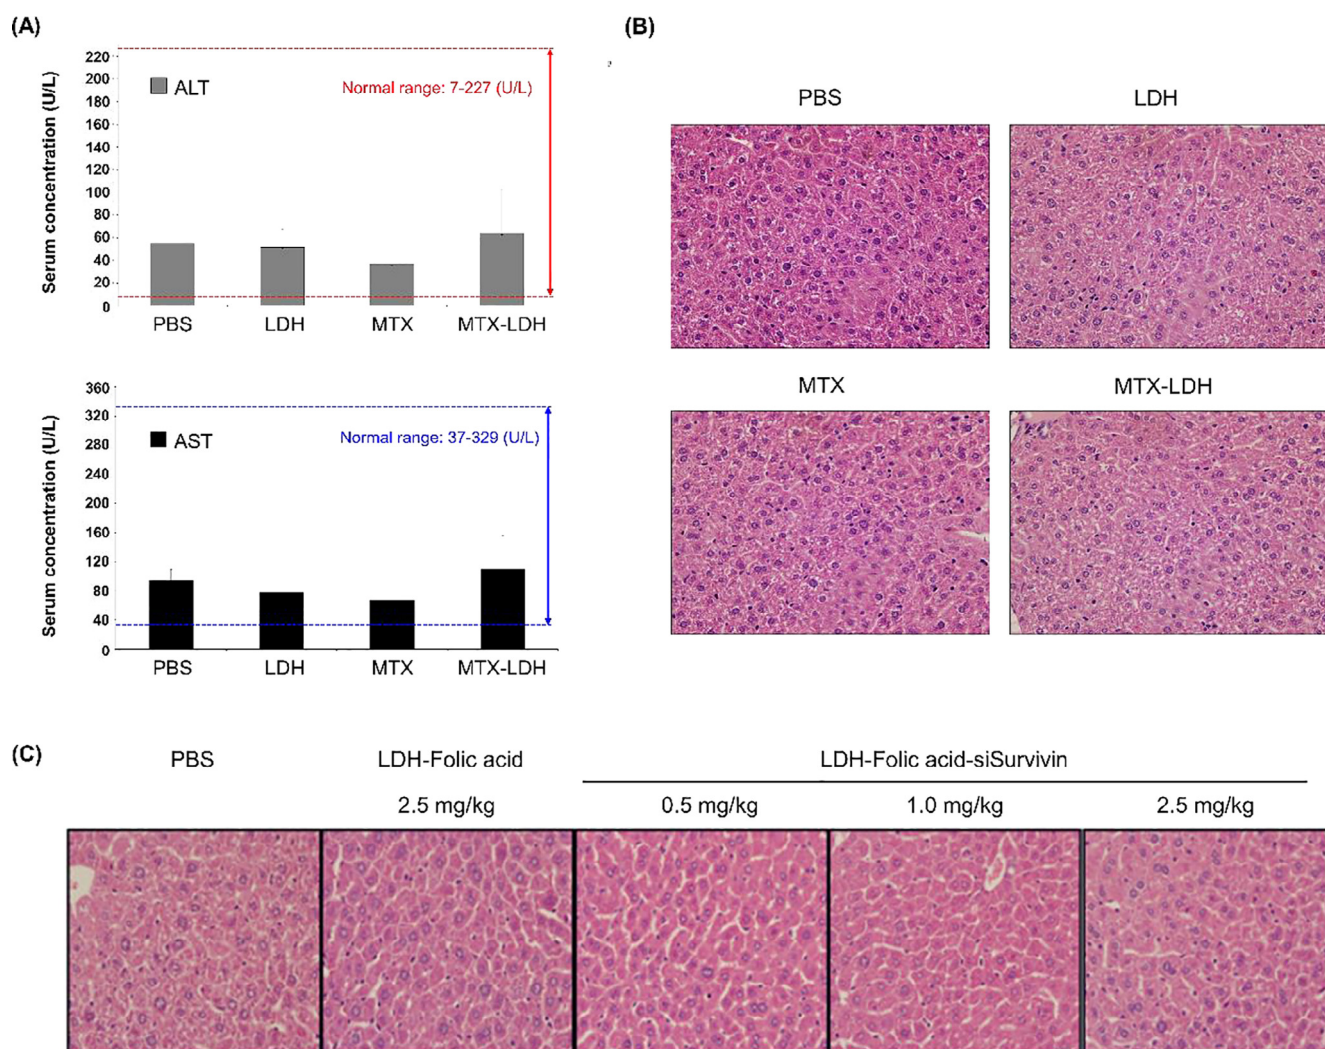 (A)
Serum concentration (U/L)
220
200
180
160
140
120
100
80
60
40
20
0
ALT
Normal range: 7-227 (U/L)
PBS LDH MTX MTX-LDH
Serum concentration (U/L)
360
320
280
240
200
160
120
80
40
0
AST
Normal range: 37-329 (U/L)
PBS LDH MTX MTX-LDH
(B)
PBS LDH
MTX MTX-LDH
(C)
PBS LDH-Folic acid LDH-Folic acid-siSurvivin
2.5 mg/kg 0.5 mg/kg 1.0 mg/kg 2.5 mg/kg